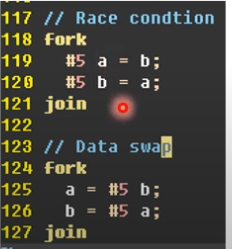 117 // Race condtion
118 fork
119 #5 a = b;
120 #5 b = a;
121 join
122
123 // Data swap
124 fork
125 a = #5 b;
126 b = #5 a;
127 join